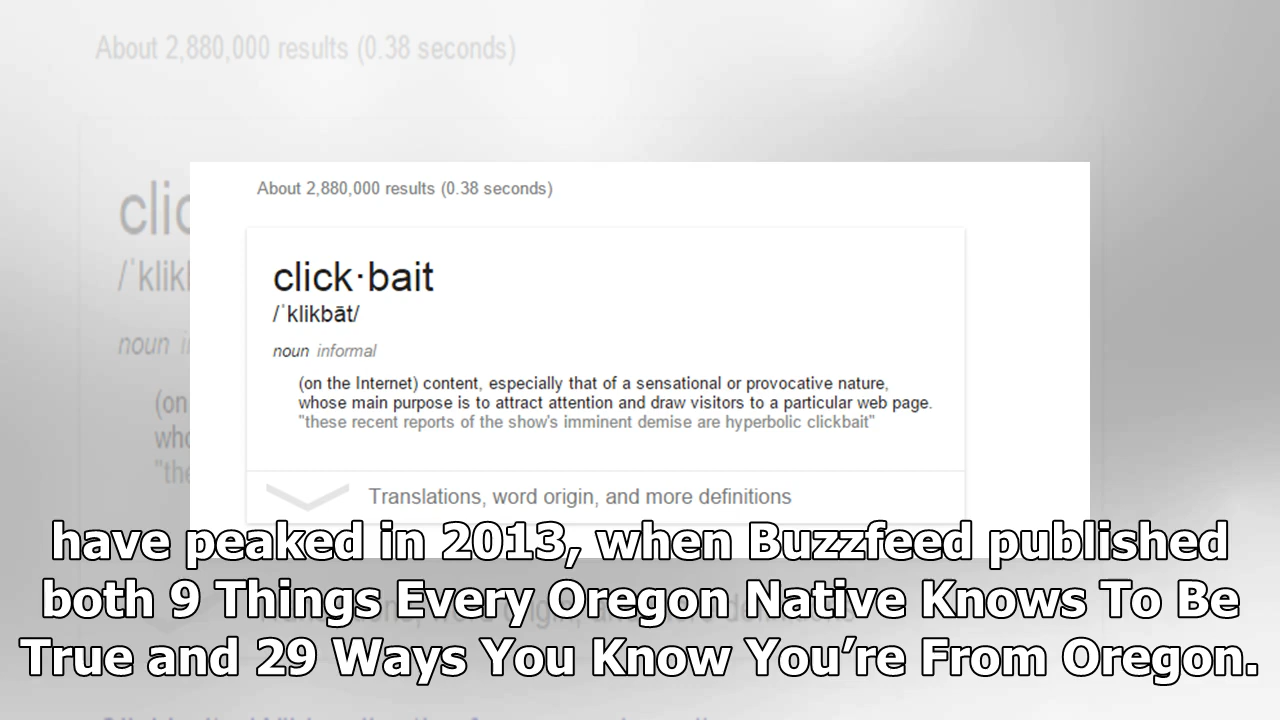 About 2,880,000 results (0.38 seconds)
About 2,880,000 results (0.38 seconds)
click·bait
/ˈklikbāt/
noun informal
(on the Internet) content, especially that of a sensational or provocative nature,
whose main purpose is to attract attention and draw visitors to a particular web page.
"these recent reports of the show's imminent demise are hyperbolic clickbait"
Translations, word origin, and more definitions
have peaked in 2013, when Buzzfeed published
both 9 Things Every Oregon Native Knows To Be
True and 29 Ways You Know You’re From Oregon.